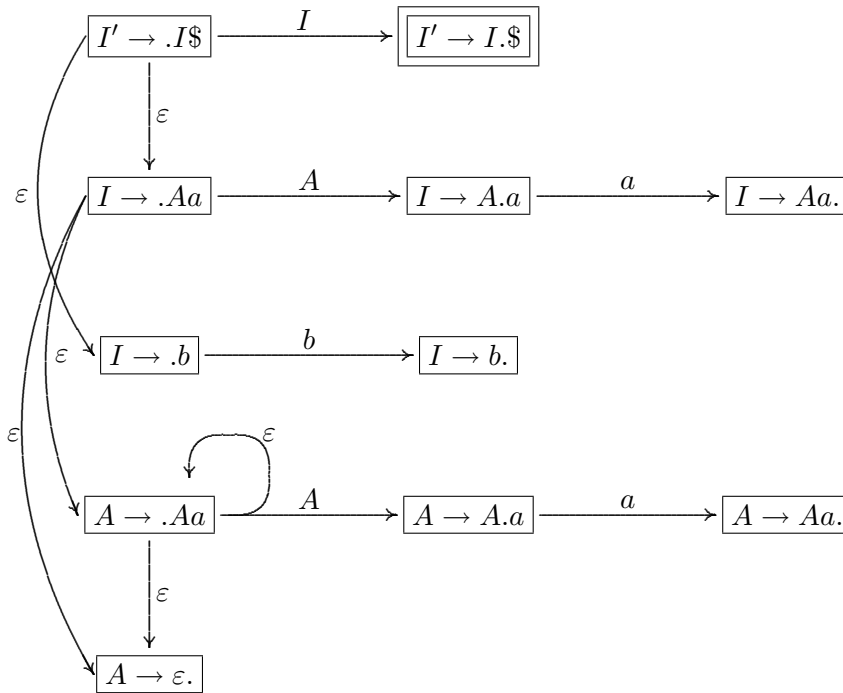 I' → .I$ I I' → I.$
ε
I → .Aa A I → A.a a I → Aa.
ε
I → .b b I → b.
ε
ε
ε
A → .Aa A A → A.a a A → Aa.
ε
A → ε.